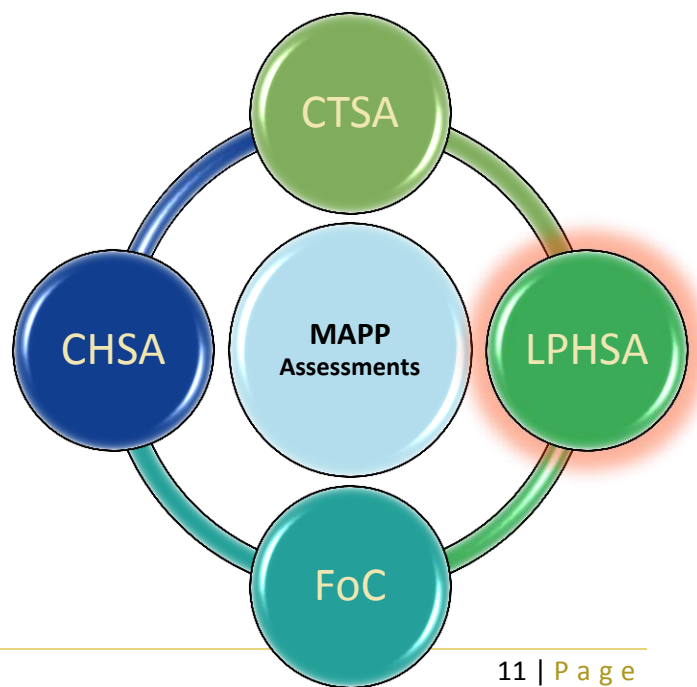 CTSA
CHSA
MAPP
Assessments
LPHSA
FoC
11 | P a g e